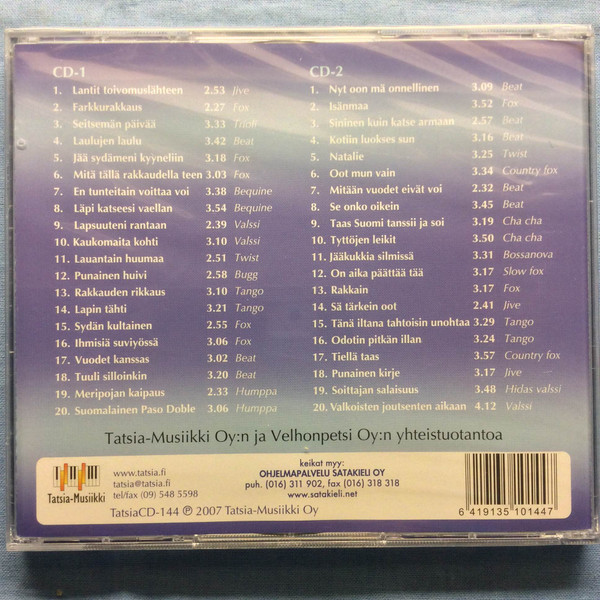 CD-1
1. Lantit toivomuslähteen 2.53 Jive
2. Farkkurakkaus 2.27 Fox
3. Seitsemän päivää 3.33 Trioli
4. Laulujen laulu 3.42 Beat
5. Jää sydämeni kyyneliin 3.18 Fox
6. Mitä tällä rakkaudella teen 3.03 Fox
7. En tunteitain voittaa voi 3.38 Bequine
8. Läpi katseesi vaellan 3.54 Bequine
9. Lapsuuteni rantaan 2.39 Valssi
10. Kaukomaita kohti 3.10 Valssi
11. Lauantain huumaa 2.51 Twist
12. Punainen huivi 2.58 Bugg
13. Rakkauden rikkaus 3.10 Tango
14. Lapin tähti 3.21 Tango
15. Sydän kultainen 2.55 Fox
16. Ihmisiä suviyössä 3.06 Fox
17. Vuodet kanssas 3.02 Beat
18. Tuuli silloinkin 3.20 Beat
19. Meripojan kaipaus 2.33 Humppa
20. Suomalainen Paso Doble 3.06 Humppa
CD-2
1. Nyt oon mä onnellinen 3.09 Beat
2. Isänmaa 3.52 Fox
3. Sininen kuin katse armaan 2.57 Beat
4. Kotiin luokses sun 3.16 Beat
5. Natalie 3.25 Twist
6. Oot mun vain 3.34 Country fox
7. Mitään vuodet eivät voi 2.32 Beat
8. Se onko oikein 3.45 Beat
9. Taas Suomi tanssii ja soi 3.19 Cha cha
10. Tyttöjen leikit 3.50 Cha cha
11. Jääkukkia silmissä 3.31 Bossanova
12. On aika päättää tää 3.17 Slow fox
13. Rakkain 3.17 Fox
14. Sä tärkein oot 2.41 Jive
15. Tänä iltana tahtoisin unohtaa 3.29 Tango
16. Odotin pitkän illan 3.24 Tango
17. Tiellä taas 3.57 Country fox
18. Punainen kirje 3.17 Jive
19. Soittajan salaisuus 3.48 Hidas valssi
20. Valkoisten joutsenten aikaan 4.12 Valssi
Tatsia-Musiikki Oy:n ja Velhonpetsi Oy:n yhteistuotantoa
Tatsia-Musiikki
www.tatsia.fi
tatsia@tatsia.fi
tel/fax (09) 548 5598
keikat myy:
OHJELMAPALVELU SATAKIELI OY
puh. (016) 311 902, fax (016) 318 318
www.satakieli.net
TatsiaCD-144 ℗ 2007 Tatsia-Musiikki Oy
6 419135 101447